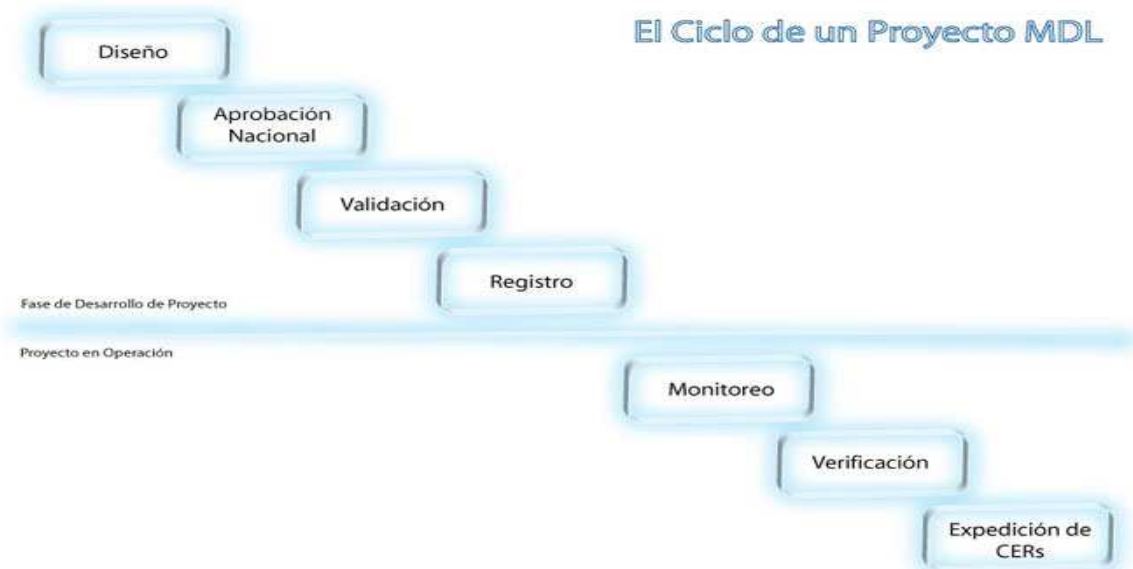 El Ciclo de un Proyecto MDL
Diseño
Aprobación
Nacional
Validación
Registro
Fase de Desarrollo de Proyecto
Proyecto en Operación
Monitoreo
Verificación
Expedición de
CERs